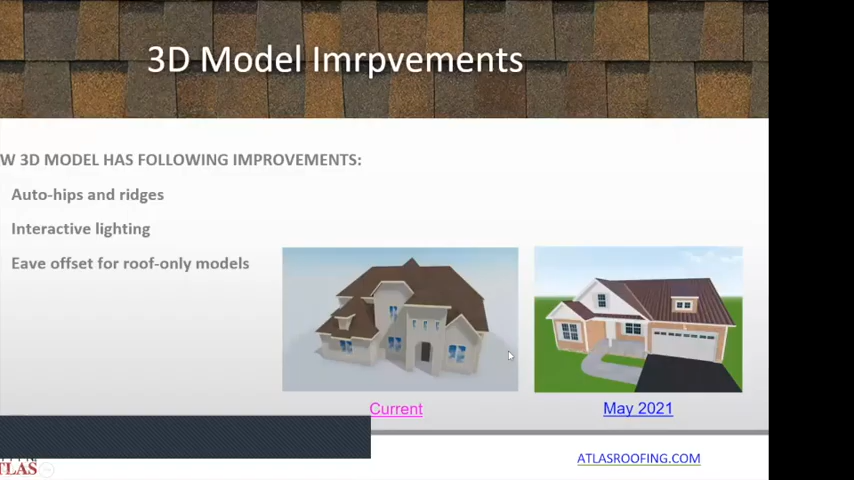 3D Model Imrpvements
W 3D MODEL HAS FOLLOWING IMPROVEMENTS:
Auto-hips and ridges
Interactive lighting
Eave offset for roof-only models
Current
May 2021
TLAS
ATLASROOFING.COM